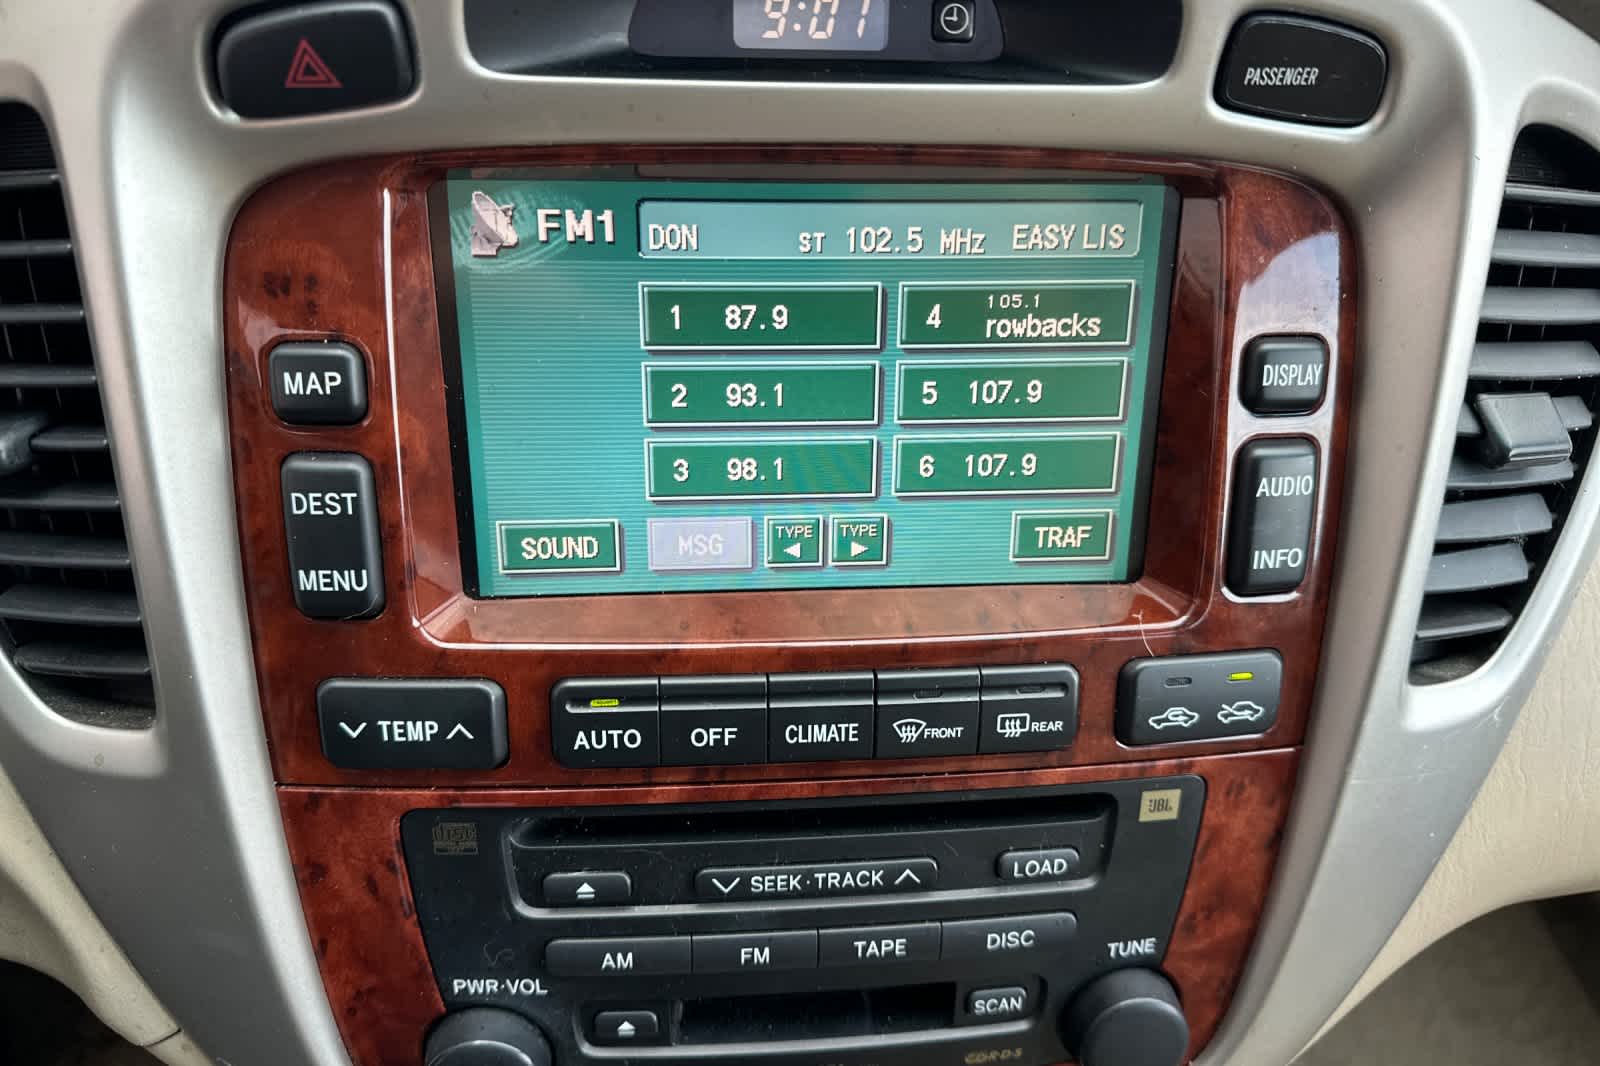 9:01
PASSENGER
FM1
DON ST 102.5 MHz EASY LIS
1 87.9
4 105.1 rowbacks
2 93.1
5 107.9
3 98.1
6 107.9
SOUND MSG TYPE TYPE TRAF
MAP
DEST
MENU
DISPLAY
AUDIO
INFO
TEMP
AUTO OFF CLIMATE FRONT REAR
JBL
DISC
SEEK·TRACK
LOAD
AM FM TAPE DISC
PWR·VOL
TUNE
SCAN